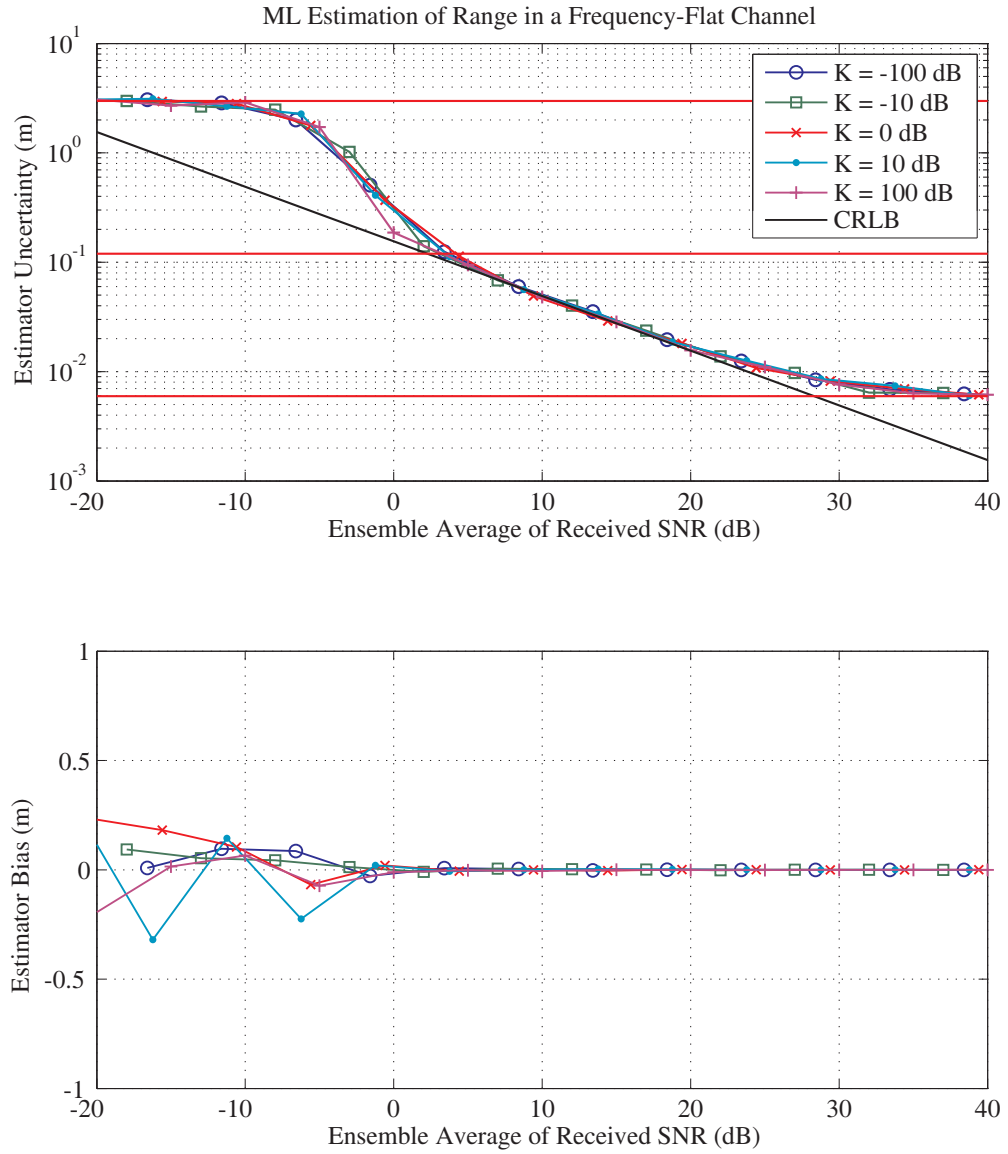 ML Estimation of Range in a Frequency-Flat Channel
Estimator Uncertainty (m)
10^1
10^0
10^-1
10^-2
10^-3
K = -100 dB
K = -10 dB
K = 0 dB
K = 10 dB
K = 100 dB
CRLB
-20 -10 0 10 20 30 40
Ensemble Average of Received SNR (dB)
Estimator Bias (m)
1
0.5
0
-0.5
-1
-20 -10 0 10 20 30 40
Ensemble Average of Received SNR (dB)